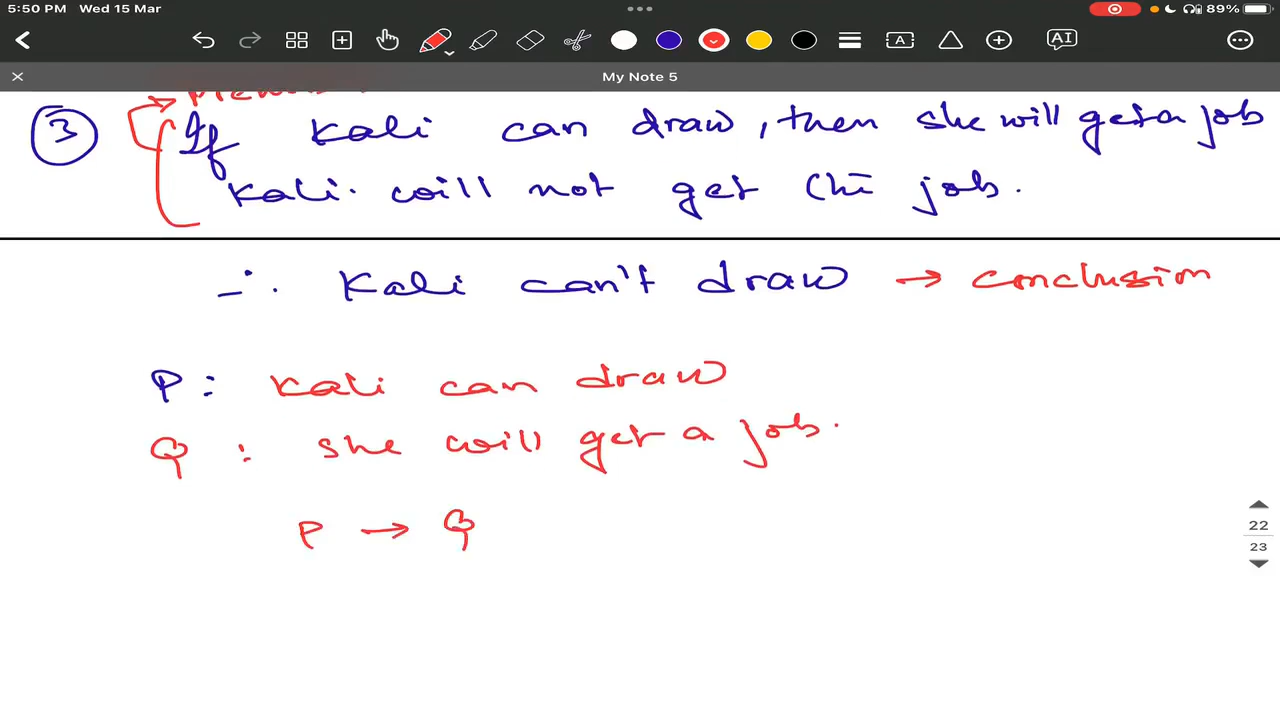 5:50 PM Wed 15 Mar
89%
AI
My Note 5
3 If Kali can draw, then she will get a job
Kali. will not get job.
∴ Kali can't draw → conclusion
P: Kali can draw
Q: she will get a job.
P → Q
22
23